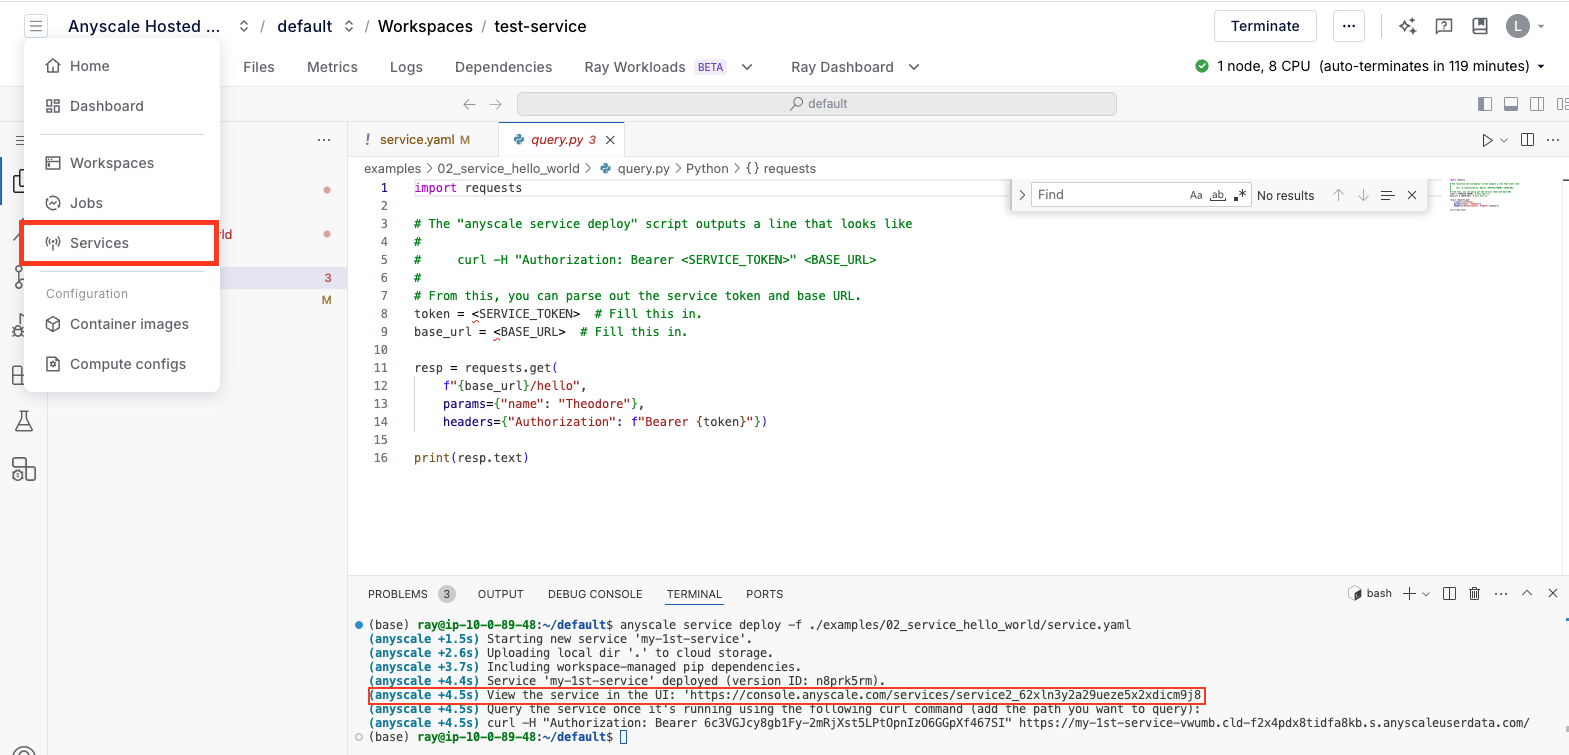 Anyscale Hosted ... / default / Workspaces / test-service
Terminate
...
L
Home
Dashboard
Workspaces
Jobs
Services
Configuration
Container images
Compute configs
Files
Metrics
Logs
Dependencies
Ray Workloads BETA
Ray Dashboard
1 node, 8 CPU (auto-terminates in 119 minutes)
default
ld
3
M
! service.yaml M
query.py 3
examples > 02_service_hello_world > query.py > Python > {} requests
Find
Aa ab .*
No results
1 import requests
2
3 # The "anyscale service deploy" script outputs a line that looks like
4 #
5 #     curl -H "Authorization: Bearer <SERVICE_TOKEN>" <BASE_URL>
6 #
7 # From this, you can parse out the service token and base URL.
8 token = <SERVICE_TOKEN>  # Fill this in.
9 base_url = <BASE_URL>  # Fill this in.
10
11 resp = requests.get(
12     f"{base_url}/hello",
13     params={"name": "Theodore"},
14     headers={"Authorization": f"Bearer {token}"})
15
16 print(resp.text)
PROBLEMS 3
OUTPUT
DEBUG CONSOLE
TERMINAL
PORTS
bash
(base) ray@ip-10-0-89-48:~/default$ anyscale service deploy -f ./examples/02_service_hello_world/service.yaml
(anyscale +1.5s) Starting new service 'my-1st-service'.
(anyscale +2.6s) Uploading local dir '.' to cloud storage.
(anyscale +3.7s) Including workspace-managed pip dependencies.
(anyscale +4.4s) Service 'my-1st-service' deployed (version ID: n8prk5rm).
(anyscale +4.5s) View the service in the UI: 'https://console.anyscale.com/services/service2_62xln3y2a29ueze5x2xdicm9j8
(anyscale +4.5s) Query the service once it's running using the following curl command (add the path you want to query):
(anyscale +4.5s) curl -H "Authorization: Bearer 6c3VGJcy8gb1Fy-2mRjXst5LPtOpnIzO6GGpXf467SI" https://my-1st-service-vwumb.cld-f2x4pdx8tidfa8kb.s.anyscaleuserdata.com/
(base) ray@ip-10-0-89-48:~/default$